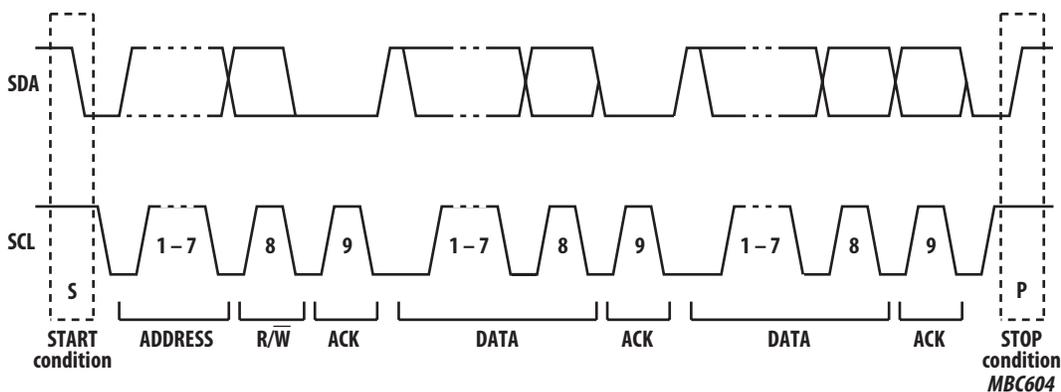 SDA
SCL
1 – 7 8 9 1 – 7 8 9 1 – 7 8 9
S P
START condition ADDRESS R/W̅ ACK DATA ACK DATA ACK STOP condition
MBC604